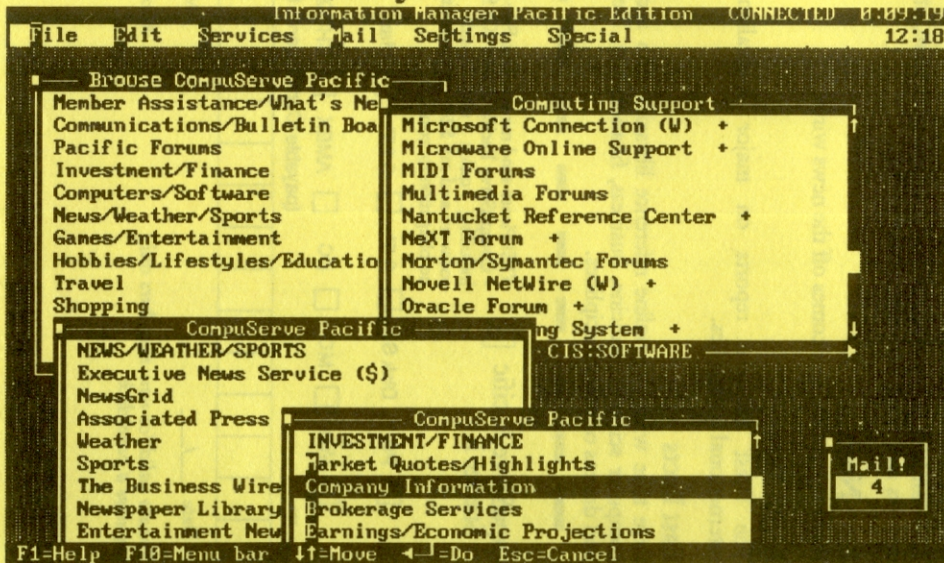 Information Manager Pacific Edition CONNECTED 0:09:19
File Edit Services Mail Settings Special 12:18
Browse CompuServe Pacific
Member Assistance/What's Ne
Communications/Bulletin Boa
Pacific Forums
Investment/Finance
Computers/Software
News/Weather/Sports
Games/Entertainment
Hobbies/Lifestyles/Educatio
Travel
Shopping
Computing Support
Microsoft Connection (W) +
Microware Online Support +
MIDI Forums
Multimedia Forums
Nantucket Reference Center +
NeXT Forum +
Norton/Symantec Forums
Novell NetWire (W) +
Oracle Forum +
ng System +
CIS:SOFTWARE
CompuServe Pacific
NEWS/WEATHER/SPORTS
Executive News Service ($)
NewsGrid
Associated Press
Weather
Sports
The Business Wire
Newspaper Library
Entertainment New
CompuServe Pacific
INVESTMENT/FINANCE
Market Quotes/Highlights
Company Information
Brokerage Services
Earnings/Economic Projections
Mail!
4
F1=Help F10=Menu bar ↓↑=Move ◄─┘=Do Esc=Cancel